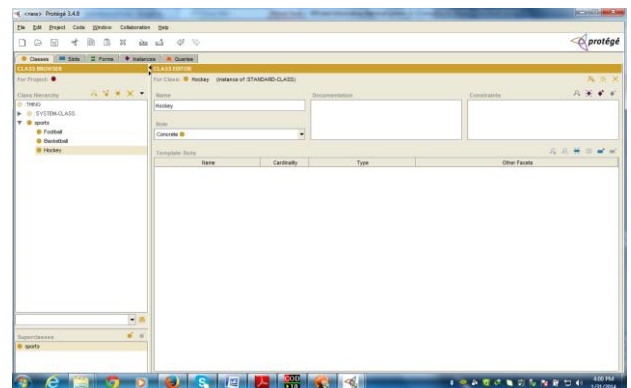 <new> Protégé 3.4.8
File Edit Project Code Window Collaboration Help
protégé
Classes Slots Forms Instances Queries
CLASS BROWSER
CLASS EDITOR
For Project:
For Class: Hockey (instance of :STANDARD-CLASS)
Class Hierarchy
Name
Documentation
Constraints
:THING
Hockey
:SYSTEM-CLASS
sports
Role
Football
Concrete
Basketball
Hockey
Template Slots
Name Cardinality Type Other Facets
Superclasses
sports
4:00 PM
1/31/2014